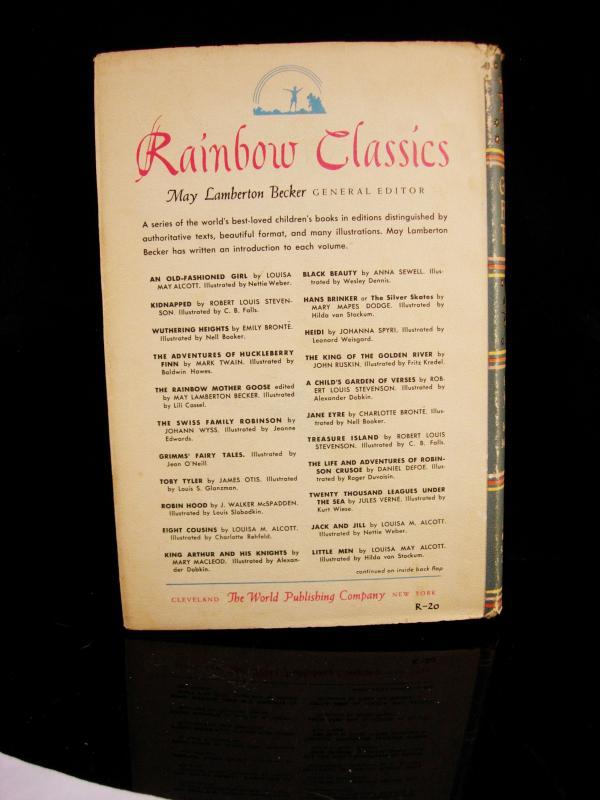 Rainbow Classics
May Lamberton Becker GENERAL EDITOR
A series of the world's best-loved children's books in editions distinguished by
authoritative texts, beautiful format, and many illustrations. May Lamberton
Becker has written an introduction to each volume.
AN OLD-FASHIONED GIRL by LOUISA
MAY ALCOTT. Illustrated by Nettie Weber.
KIDNAPPED by ROBERT LOUIS STEVEN-
SON. Illustrated by C. B. Falls.
WUTHERING HEIGHTS by EMILY BRONTË.
Illustrated by Nell Booker.
THE ADVENTURES OF HUCKLEBERRY
FINN by MARK TWAIN. Illustrated by
Baldwin Hawes.
THE RAINBOW MOTHER GOOSE edited
by MAY LAMBERTON BECKER. Illustrated
by Lili Cassel.
THE SWISS FAMILY ROBINSON by
JOHANN WYSS. Illustrated by Jeanne
Edwards.
GRIMMS' FAIRY TALES. Illustrated by
Jean O'Neill
TOBY TYLER by JAMES OTIS. Illustrated
by Louis S. Glanzman.
ROBIN HOOD by J. WALKER McSPADDEN.
Illustrated by Louis Slobodkin.
EIGHT COUSINS by LOUISA M. ALCOTT.
Illustrated by Charlotte Rehfeld.
KING ARTHUR AND HIS KNIGHTS by
MARY MACLEOD. Illustrated by Alexan-
der Dobkin.
BLACK BEAUTY by ANNA SEWELL. Illus-
trated by Wesley Dennis.
HANS BRINKER or The Silver Skates by
MARY MAPES DODGE. Illustrated by
Hilda van Stockum.
HEIDI by JOHANNA SPYRI. Illustrated by
Leonard Weisgard.
THE KING OF THE GOLDEN RIVER by
JOHN RUSKIN. Illustrated by Fritz Kredel.
A CHILD'S GARDEN OF VERSES by ROB-
ERT LOUIS STEVENSON. Illustrated by
Alexander Dobkin.
JANE EYRE by CHARLOTTE BRONTË. Illus-
trated by Nell Booker.
TREASURE ISLAND by ROBERT LOUIS
STEVENSON. Illustrated by C. B. Falls.
THE LIFE AND ADVENTURES OF ROBIN-
SON CRUSOE by DANIEL DEFOE. Illus-
trated by Roger Duvoisin.
TWENTY THOUSAND LEAGUES UNDER
THE SEA by JULES VERNE. Illustrated by
Kurt Wiese.
JACK AND JILL by LOUISA M. ALCOTT.
Illustrated by Nettie Weber.
LITTLE MEN by LOUISA MAY ALCOTT.
Illustrated by Hilda van Stockum.
continued on inside back flap
CLEVELAND The World Publishing Company NEW YORK
R-20